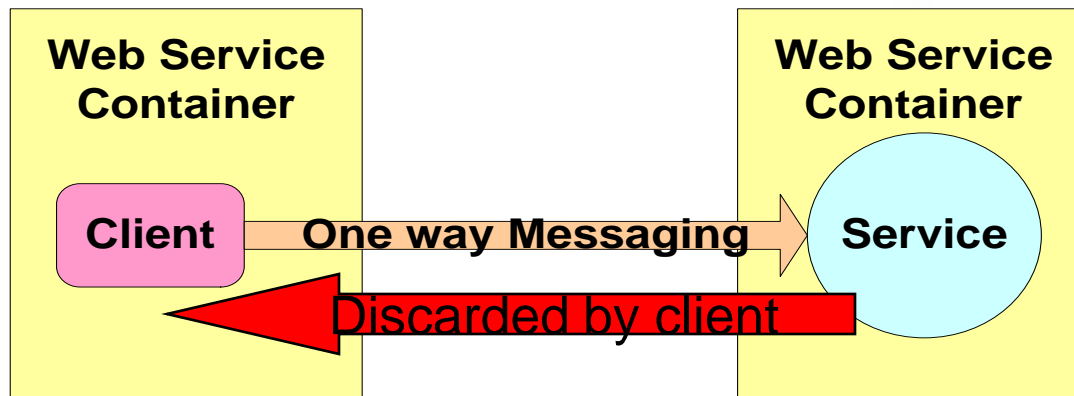 Web Service
Container
Web Service
Container
Client
One way Messaging
Service
Discarded by client